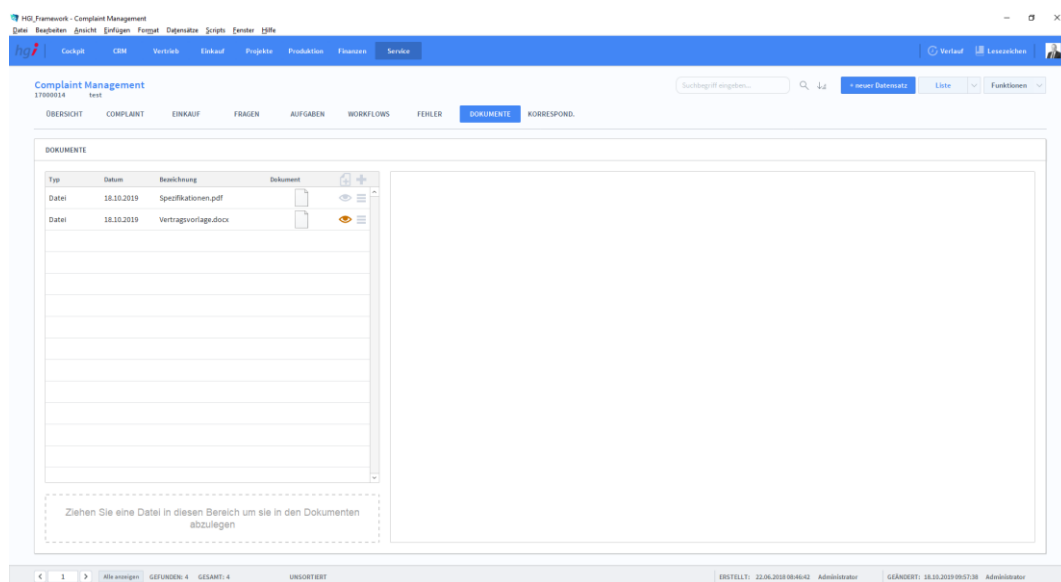 HGI_Framework - Complaint Management
Datei Bearbeiten Ansicht Einfügen Format Datensätze Scripts Fenster Hilfe
hgi Cockpit CRM Vertrieb Einkauf Projekte Produktion Finanzen Service Verlauf Lesezeichen
Complaint Management
17000014 test
Suchbegriff eingeben... + neuer Datensatz Liste Funktionen
ÜBERSICHT COMPLAINT EINKAUF FRAGEN AUFGABEN WORKFLOWS FEHLER DOKUMENTE KORRESPOND.
DOKUMENTE
Typ Datum Bezeichnung Dokument
Datei 18.10.2019 Spezifikationen.pdf
Datei 18.10.2019 Vertragsvorlage.docx
Ziehen Sie eine Datei in diesen Bereich um sie in den Dokumenten
abzulegen
1 Alle anzeigen GEFUNDEN: 4 GESAMT: 4 UNSORTIERT ERSTELLT: 22.06.2018 08:46:42 Administrator GEÄNDERT: 18.10.2019 09:57:38 Administrator